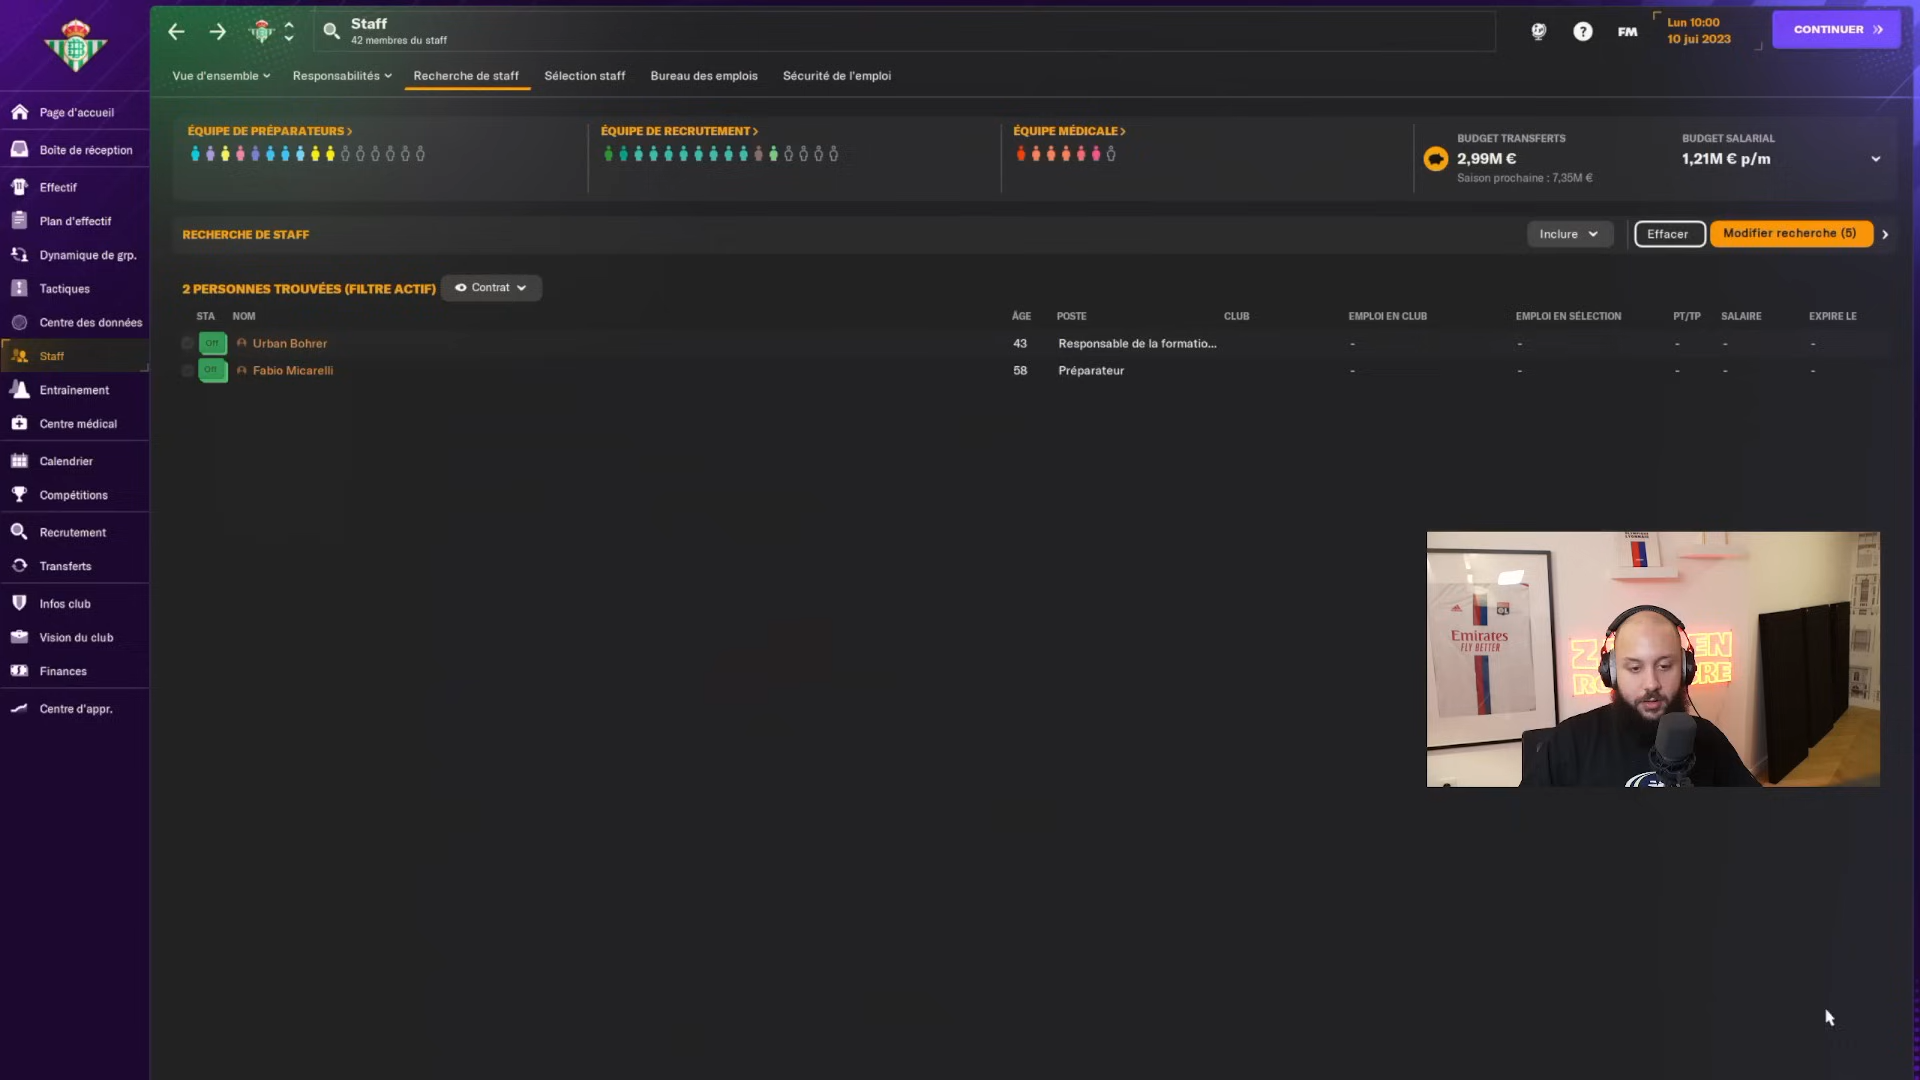 Staff
42 membres du staff
FM
Lun 10:00
10 jui 2023
CONTINUER
Vue d'ensemble
Responsabilités
Recherche de staff
Sélection staff
Bureau des emplois
Sécurité de l'emploi
Page d'accueil
Boîte de réception
Effectif
Plan d'effectif
Dynamique de grp.
Tactiques
Centre des données
Staff
Entraînement
Centre médical
Calendrier
Compétitions
Recrutement
Transferts
Infos club
Vision du club
Finances
Centre d'appr.
ÉQUIPE DE PRÉPARATEURS >
ÉQUIPE DE RECRUTEMENT >
ÉQUIPE MÉDICALE >
BUDGET TRANSFERTS
2,99M €
Saison prochaine : 7,35M €
BUDGET SALARIAL
1,21M € p/m
RECHERCHE DE STAFF
Inclure
Effacer
Modifier recherche (5)
2 PERSONNES TROUVÉES (FILTRE ACTIF)
Contrat
STA NOM ÂGE POSTE CLUB EMPLOI EN CLUB EMPLOI EN SÉLECTION PT/TP SALAIRE EXPIRE LE
Off Urban Bohrer 43 Responsable de la formatio... - - - - -
Off Fabio Micarelli 58 Préparateur - - - - -
OL
Emirates
FLY BETTER